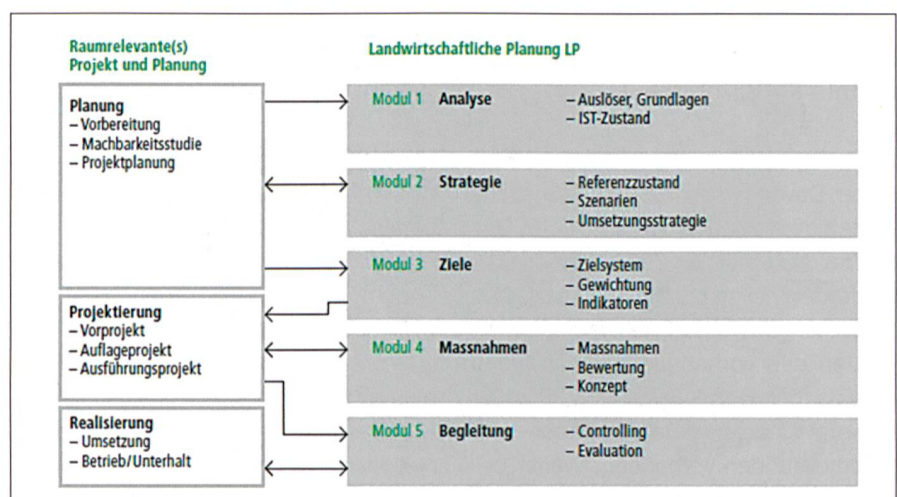 Raumrelevante(s)
Projekt und Planung
Landwirtschaftliche Planung LP
Planung
– Vorbereitung
– Machbarkeitsstudie
– Projektplanung
Projektierung
– Vorprojekt
– Auflageprojekt
– Ausführungsprojekt
Realisierung
– Umsetzung
– Betrieb/Unterhalt
Modul 1 Analyse
– Auslöser, Grundlagen
– IST-Zustand
Modul 2 Strategie
– Referenzzustand
– Szenarien
– Umsetzungsstrategie
Modul 3 Ziele
– Zielsystem
– Gewichtung
– Indikatoren
Modul 4 Massnahmen
– Massnahmen
– Bewertung
– Konzept
Modul 5 Begleitung
– Controlling
– Evaluation